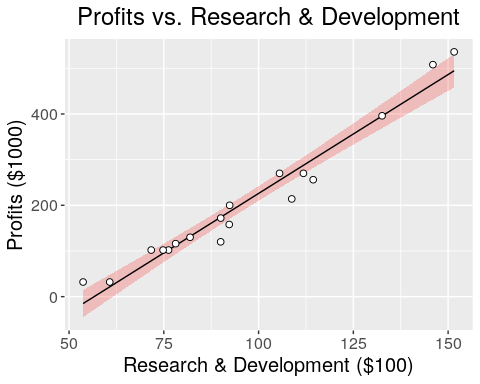 Profits vs. Research & Development
Profits ($1000)
400
200
0
50
75
100
125
150
Research & Development ($100)